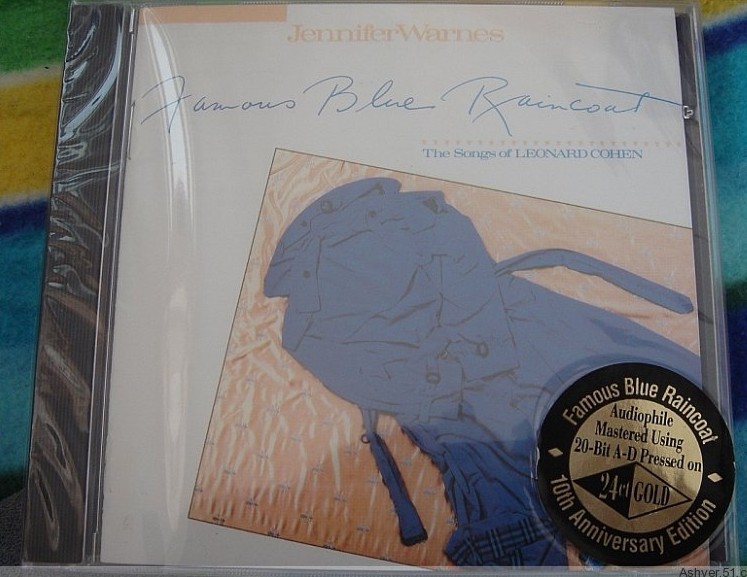 JenniferWarnes
Famous Blue Raincoat
The Songs of LEONARD COHEN
Famous Blue Raincoat
Audiophile
Mastered Using
20-Bit A-D Pressed on
24ct GOLD
10th Anniversary Edition
Ashver.51.c